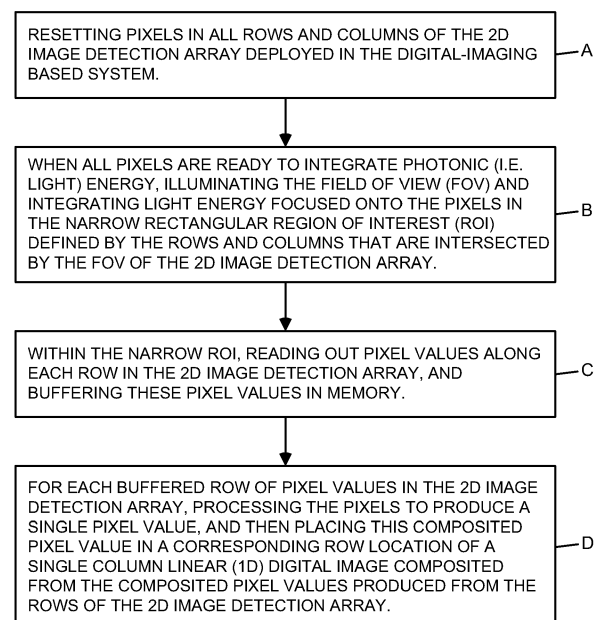 RESETTING PIXELS IN ALL ROWS AND COLUMNS OF THE 2D
IMAGE DETECTION ARRAY DEPLOYED IN THE DIGITAL-IMAGING
BASED SYSTEM.
A
WHEN ALL PIXELS ARE READY TO INTEGRATE PHOTONIC (I.E.
LIGHT) ENERGY, ILLUMINATING THE FIELD OF VIEW (FOV) AND
INTEGRATING LIGHT ENERGY FOCUSED ONTO THE PIXELS IN
THE NARROW RECTANGULAR REGION OF INTEREST (ROI)
DEFINED BY THE ROWS AND COLUMNS THAT ARE INTERSECTED
BY THE FOV OF THE 2D IMAGE DETECTION ARRAY.
B
WITHIN THE NARROW ROI, READING OUT PIXEL VALUES ALONG
EACH ROW IN THE 2D IMAGE DETECTION ARRAY, AND
BUFFERING THESE PIXEL VALUES IN MEMORY.
C
FOR EACH BUFFERED ROW OF PIXEL VALUES IN THE 2D IMAGE
DETECTION ARRAY, PROCESSING THE PIXELS TO PRODUCE A
SINGLE PIXEL VALUE, AND THEN PLACING THIS COMPOSITED
PIXEL VALUE IN A CORRESPONDING ROW LOCATION OF A
SINGLE COLUMN LINEAR (1D) DIGITAL IMAGE COMPOSITED
FROM THE COMPOSITED PIXEL VALUES PRODUCED FROM THE
ROWS OF THE 2D IMAGE DETECTION ARRAY.
D